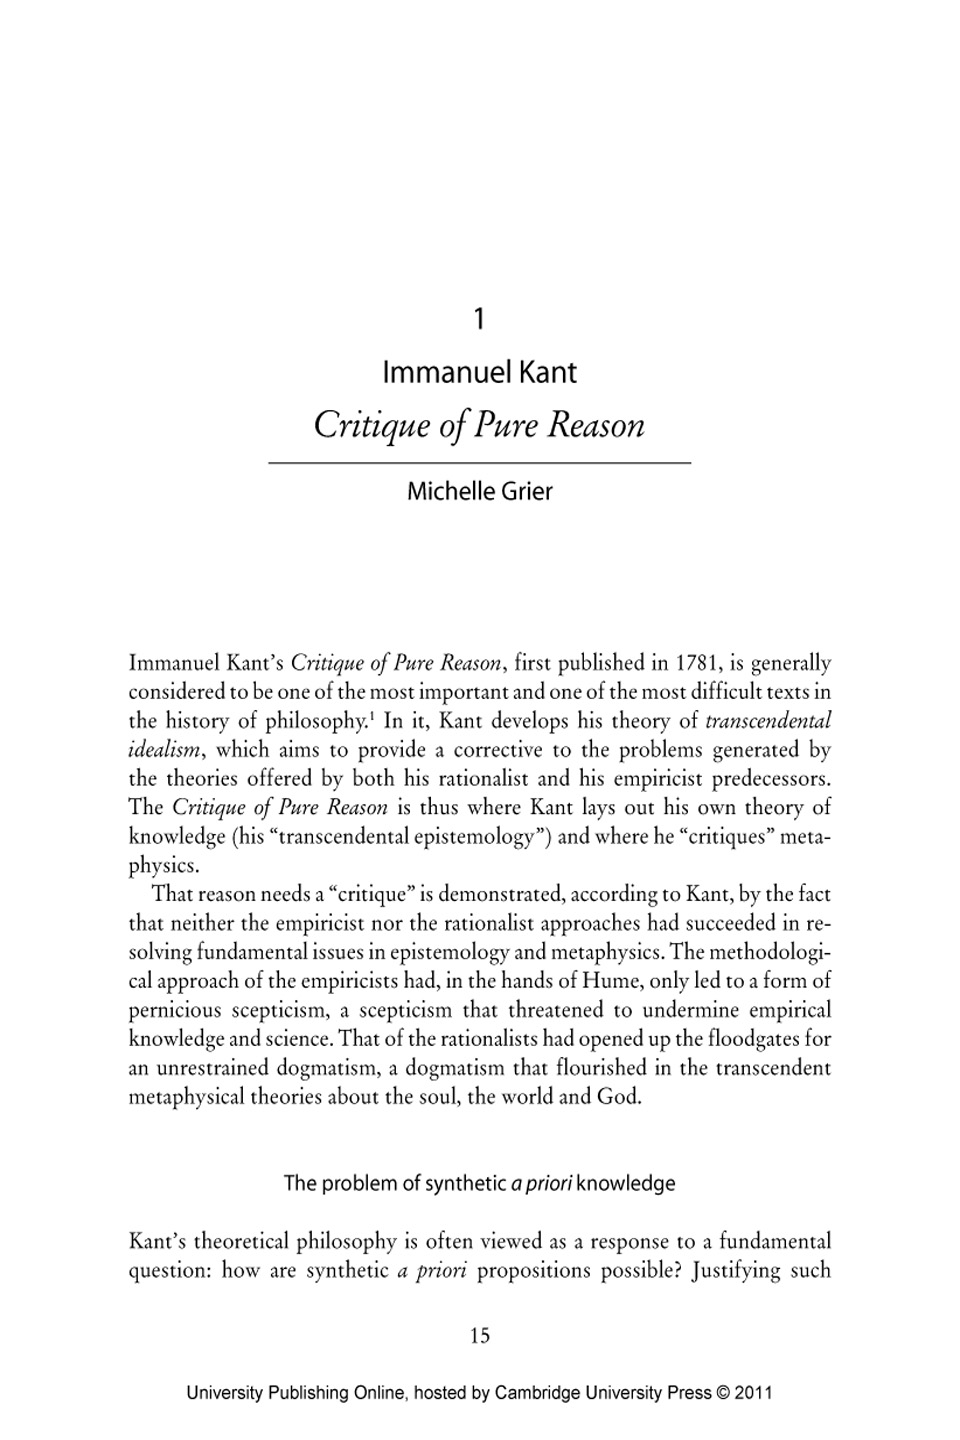 1
Immanuel Kant
Critique of Pure Reason
Michelle Grier
Immanuel Kant’s Critique of Pure Reason, first published in 1781, is generally
considered to be one of the most important and one of the most difficult texts in
the history of philosophy.¹ In it, Kant develops his theory of transcendental
idealism, which aims to provide a corrective to the problems generated by
the theories offered by both his rationalist and his empiricist predecessors.
The Critique of Pure Reason is thus where Kant lays out his own theory of
knowledge (his “transcendental epistemology”) and where he “critiques” meta-
physics.
That reason needs a “critique” is demonstrated, according to Kant, by the fact
that neither the empiricist nor the rationalist approaches had succeeded in re-
solving fundamental issues in epistemology and metaphysics. The methodologi-
cal approach of the empiricists had, in the hands of Hume, only led to a form of
pernicious scepticism, a scepticism that threatened to undermine empirical
knowledge and science. That of the rationalists had opened up the floodgates for
an unrestrained dogmatism, a dogmatism that flourished in the transcendent
metaphysical theories about the soul, the world and God.
The problem of synthetic a priori knowledge
Kant’s theoretical philosophy is often viewed as a response to a fundamental
question: how are synthetic a priori propositions possible? Justifying such
15
University Publishing Online, hosted by Cambridge University Press © 2011